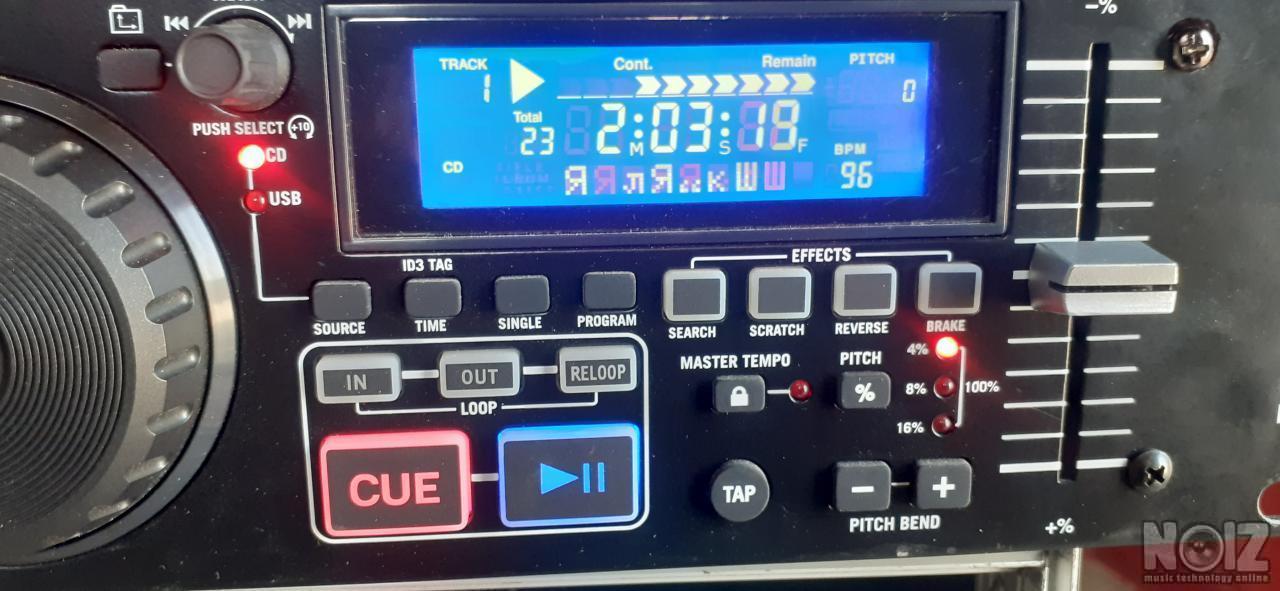 -%
TRACK
Cont.
Remain
PITCH
1
0
Total
23
2:03:18
M S F
BPM
CD
96
PUSH SELECT +10
CD
USB
ID3 TAG
SOURCE
TIME
SINGLE
PROGRAM
EFFECTS
SEARCH
SCRATCH
REVERSE
BRAKE
IN
OUT
RELOOP
LOOP
MASTER TEMPO
PITCH
%
4%
8%
100%
16%
CUE
TAP
−
+
PITCH BEND
+%
NOIZ
music technology online